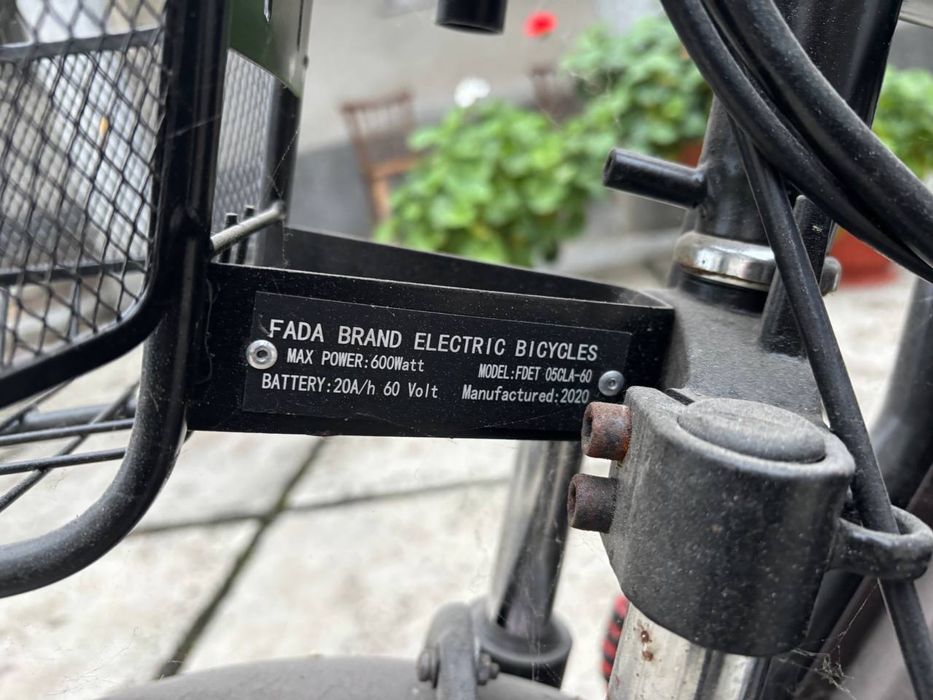 FADA BRAND ELECTRIC BICYCLES
MAX POWER:600Watt MODEL:FDET 05CLA-60
BATTERY:20A/h 60 Volt Manufactured:2020